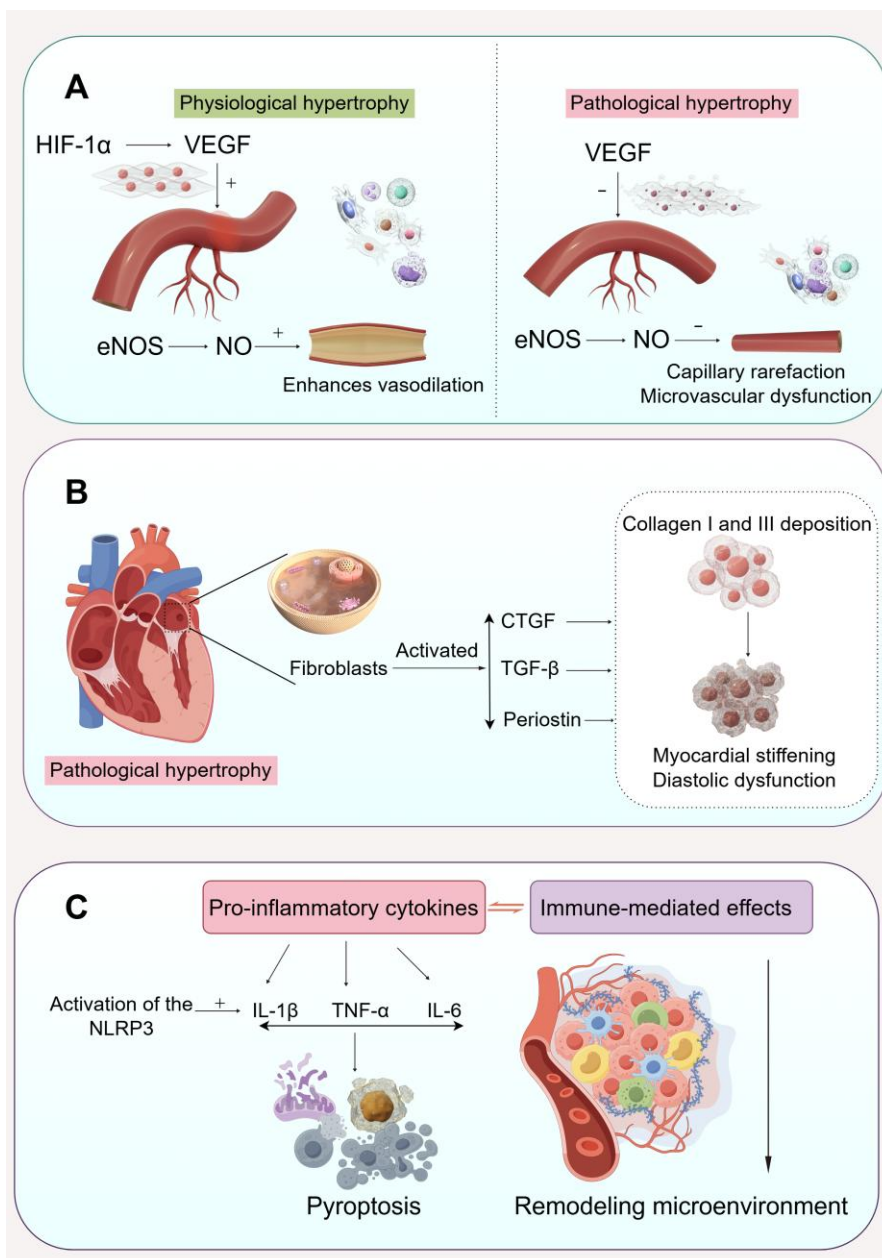 A
Physiological hypertrophy
HIF-1α
VEGF
+
eNOS
NO
+
Enhances vasodilation
Pathological hypertrophy
VEGF
−
eNOS
NO
−
Capillary rarefaction
Microvascular dysfunction
B
Pathological hypertrophy
Fibroblasts
Activated
CTGF
TGF-β
Periostin
Collagen I and III deposition
Myocardial stiffening
Diastolic dysfunction
C
Pro-inflammatory cytokines
Immune-mediated effects
Activation of the
NLRP3
+
IL-1β
TNF-α
IL-6
Pyroptosis
Remodeling microenvironment